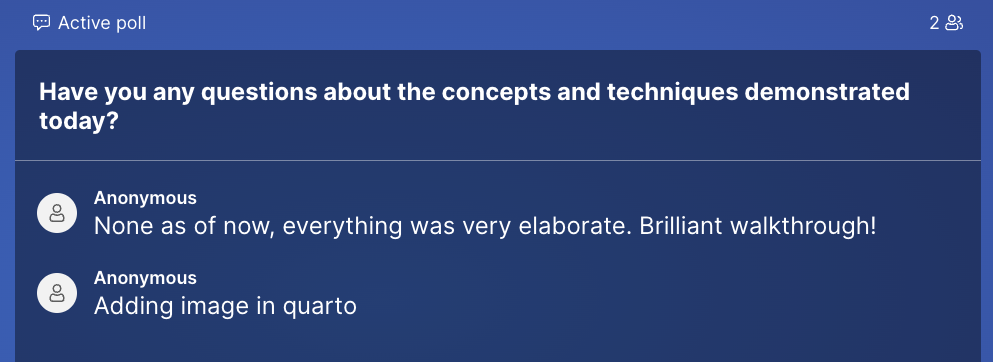 Active poll
2
Have you any questions about the concepts and techniques demonstrated
today?
Anonymous
None as of now, everything was very elaborate. Brilliant walkthrough!
Anonymous
Adding image in quarto